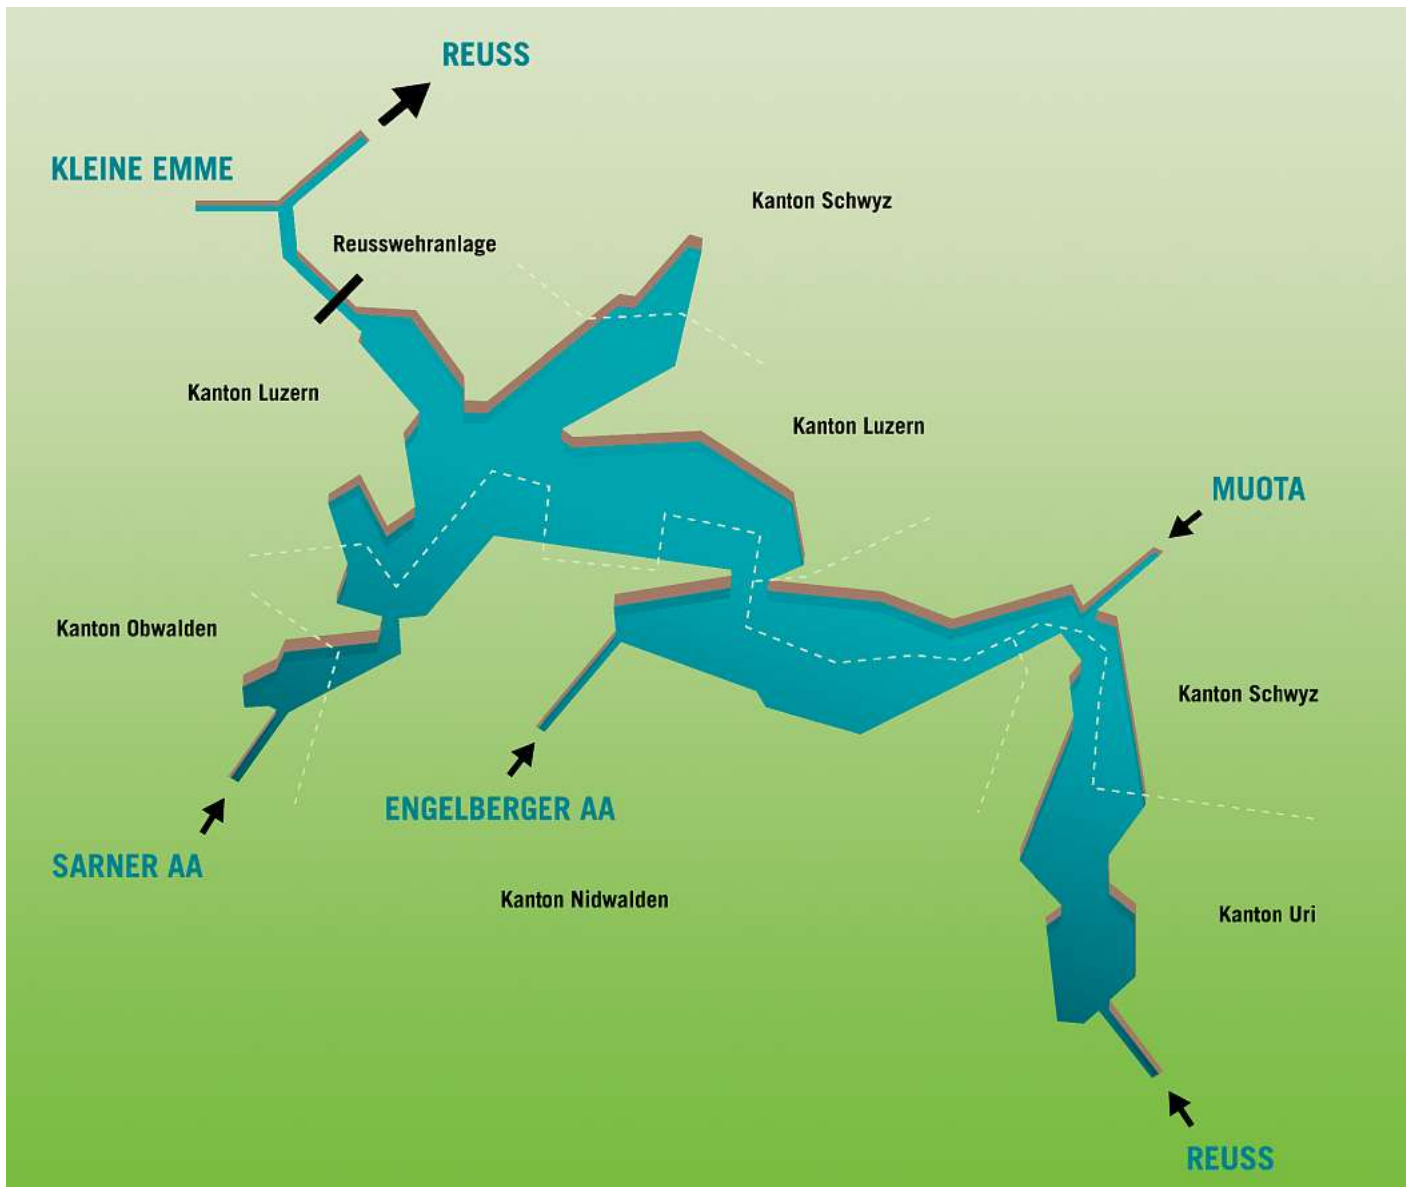 REUSS
KLEINE EMME
Kanton Schwyz
Reusswehranlage
Kanton Luzern
Kanton Luzern
MUOTA
Kanton Obwalden
Kanton Schwyz
ENGELBERGER AA
SARNER AA
Kanton Nidwalden
Kanton Uri
REUSS